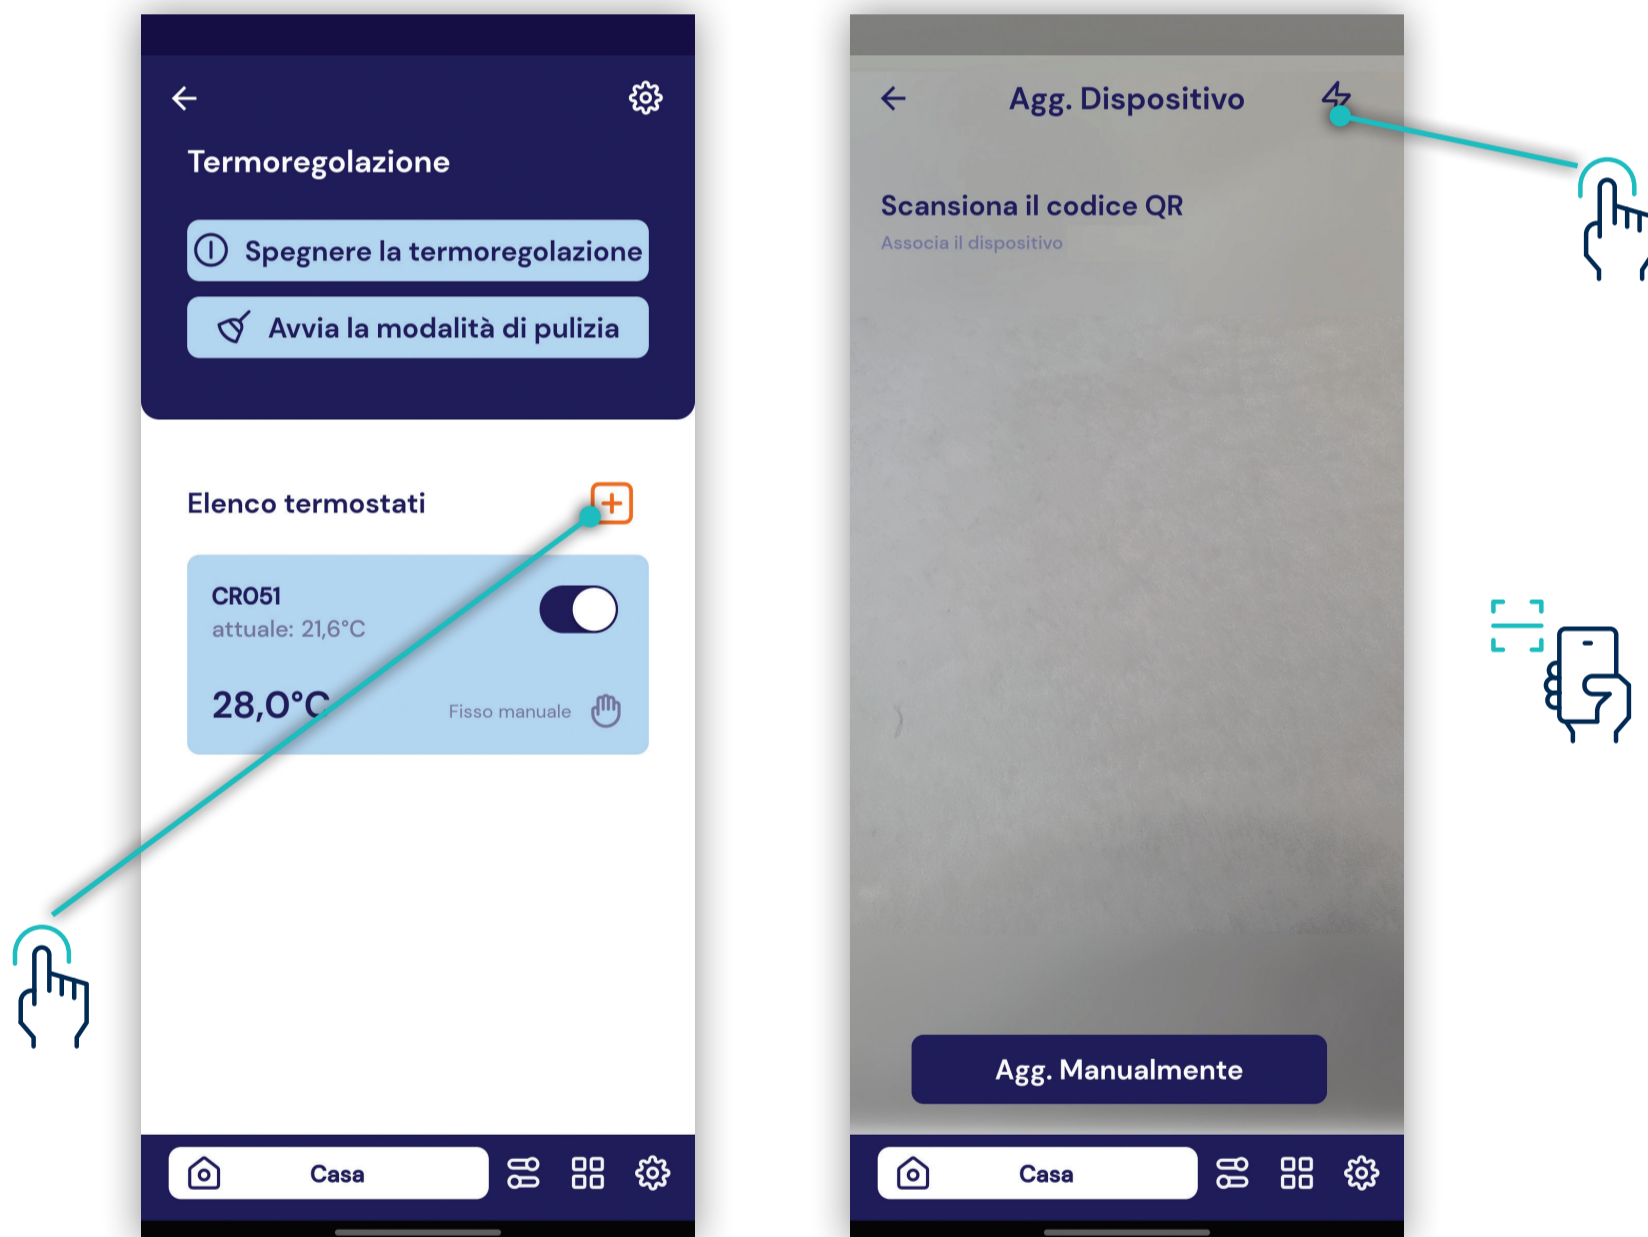 Termoregolazione
Spegnere la termoregolazione
Avvia la modalità di pulizia
Elenco termostati
CR051
attuale: 21,6°C
28,0°C
Fisso manuale
Casa
Agg. Dispositivo
Scansiona il codice QR
Associa il dispositivo
Agg. Manualmente
Casa